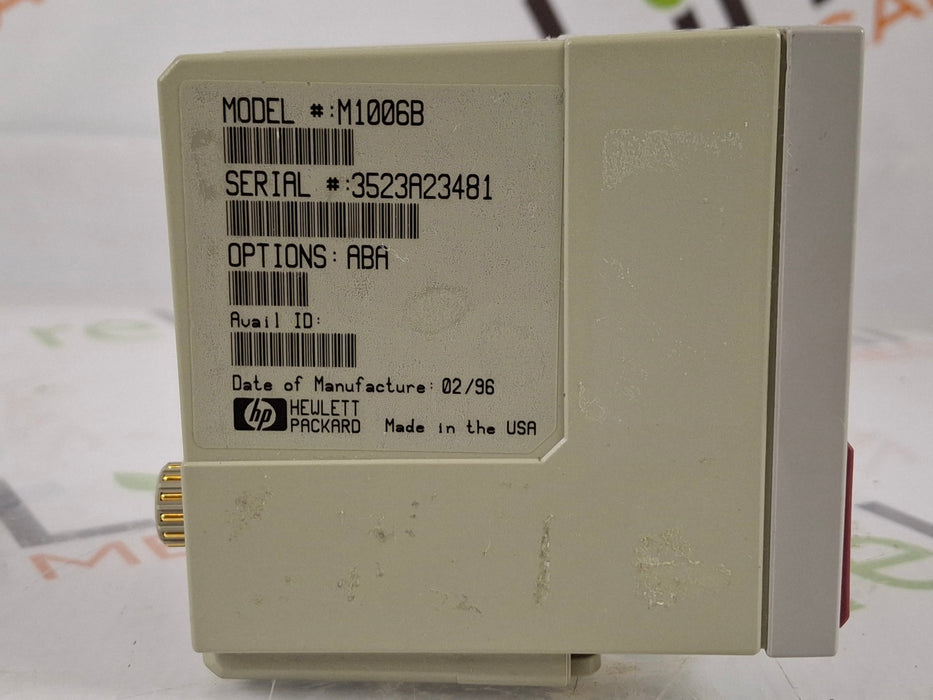 MODEL #:M1006B
SERIAL #:3523A23481
OPTIONS: ABA
Avail ID:
Date of Manufacture: 02/96
hp HEWLETT
PACKARD Made in the USA